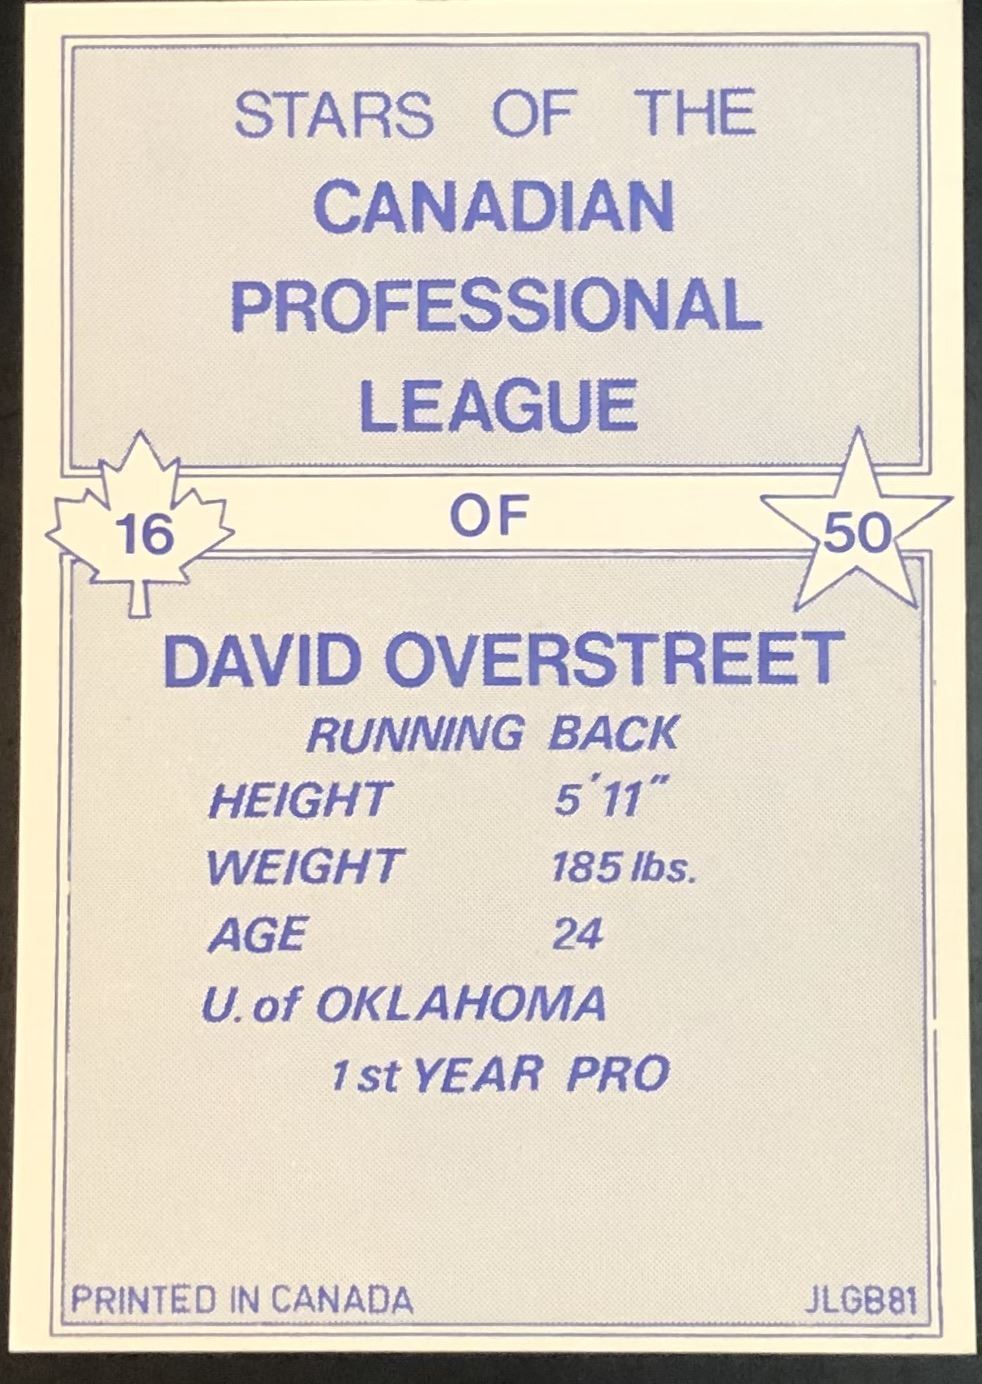 STARS OF THE
CANADIAN
PROFESSIONAL
LEAGUE
16 OF 50
DAVID OVERSTREET
RUNNING BACK
HEIGHT 5'11"
WEIGHT 185 lbs.
AGE 24
U. of OKLAHOMA
1st YEAR PRO
PRINTED IN CANADA JLGB81